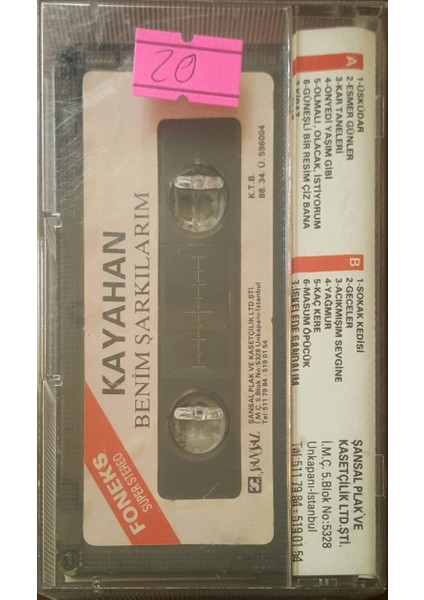 20
FONEKS
SUPER STEREO
KAYAHAN
BENİM ŞARKILARIM
K.T.B.
88. 34. Ü. 596004
ŞANSAL PLAK VE KASETÇİLİK LTD. ŞTİ.
İ.M.Ç. 5. Blok No: 5328 Unkapanı-İstanbul
Tel: 511 79 84 - 519 01 54
A
1-ÜSKÜDAR
2-ESMER GÜNLER
3-KAR TANELERİ
4-ONYEDİ YAŞIM GİBİ
5-OLMALI, OLACAK, İSTİYORUM
6-GÜNEŞLİ BİR RESİM ÇİZ BANA
B
1-SOKAK KEDİSİ
2-GECELER
3-ACIKMIŞIM SEVGİNE
4-YAĞMUR
5-KAÇ KERE
6-MASUM ÖPÜCÜK
7-İSKELEDE SANDALIM
ŞANSAL PLAK VE
KASETÇİLİK LTD. ŞTİ.
İ.M.Ç. 5. Blok No: 5328
Unkapanı-İstanbul
Tel: 511 79 84 - 519 01 54